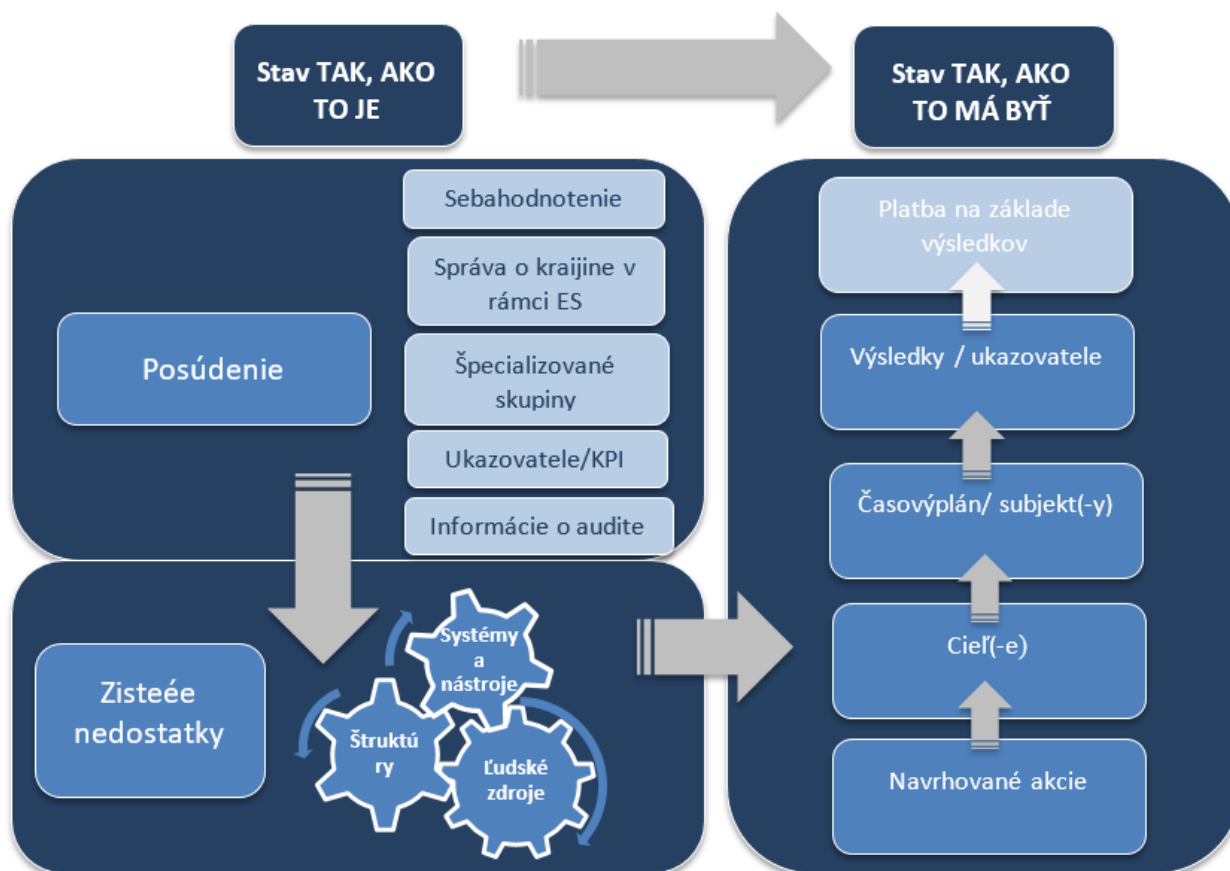 Stav TAK, AKO
TO JE
Stav TAK, AKO
TO MÁ BYŤ
Posúdenie
Sebahodnotenie
Správa o kraijine v
rámci ES
Špecializované
skupiny
Ukazovatele/KPI
Informácie o audite
Zisteée
nedostatky
Systémy
a
nástroje
Štruktú
ry
Ľudské
zdroje
Platba na základe
výsledkov
Výsledky / ukazovatele
Časovýplán/ subjekt(-y)
Cieľ(-e)
Navrhované akcie